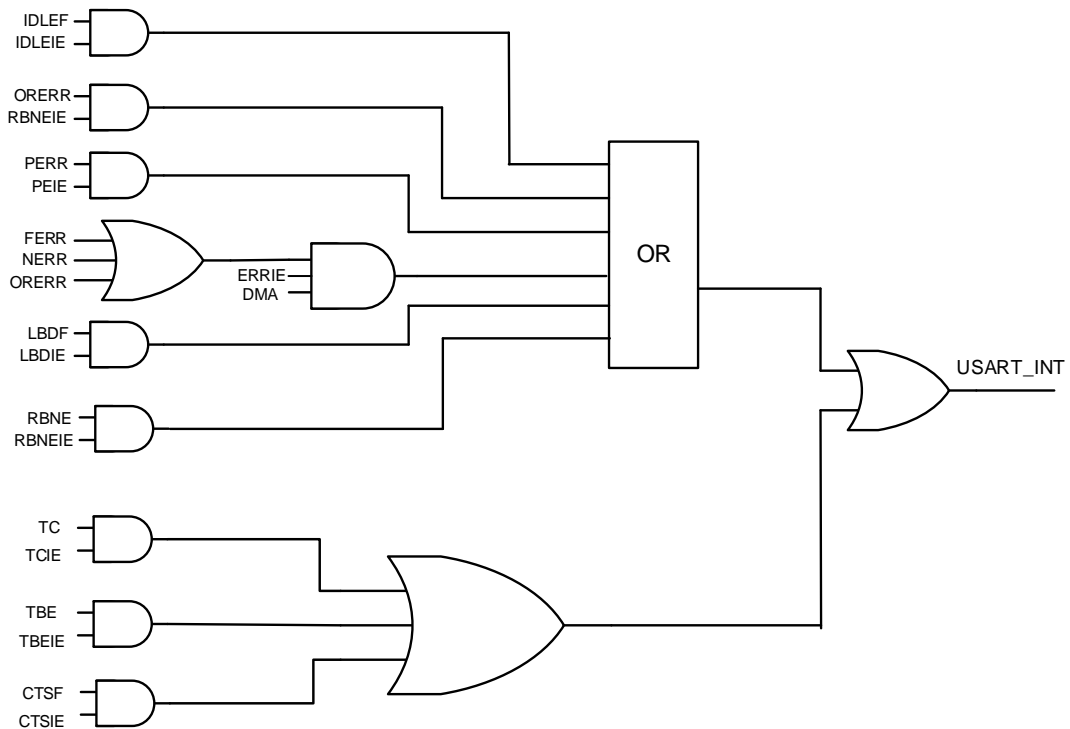 IDLEF
IDLEIE
ORERR
RBNEIE
PERR
PEIE
FERR
NERR
ORERR
ERRIE
DMA
LBDF
LBDIE
RBNE
RBNEIE
OR
USART_INT
TC
TCIE
TBE
TBEIE
CTSF
CTSIE